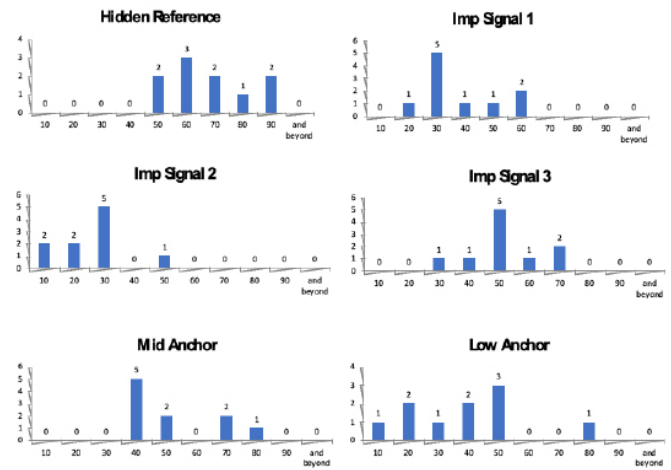 Hidden Reference
4
3
2
1
0
0 0 0 0 2 3 2 1 2 0
10 20 30 40 50 60 70 80 90 and beyond
Imp Signal 1
6
5
4
3
2
1
0
0 1 5 1 1 2 0 0 0 0
10 20 30 40 50 60 70 80 90 and beyond
Imp Signal 2
6
5
4
3
2
1
0
2 2 5 0 1 0 0 0 0 0
10 20 30 40 50 60 70 80 90 and beyond
Imp Signal 3
6
5
4
3
2
1
0
0 0 1 1 5 1 2 0 0 0
10 20 30 40 50 60 70 80 90 and beyond
Mid Anchor
6
5
4
3
2
1
0
0 0 0 5 2 0 2 1 0 0
10 20 30 40 50 60 70 80 90 and beyond
Low Anchor
4
3
2
1
0
1 2 1 2 3 0 0 1 0 0
10 20 30 40 50 60 70 80 90 and beyond